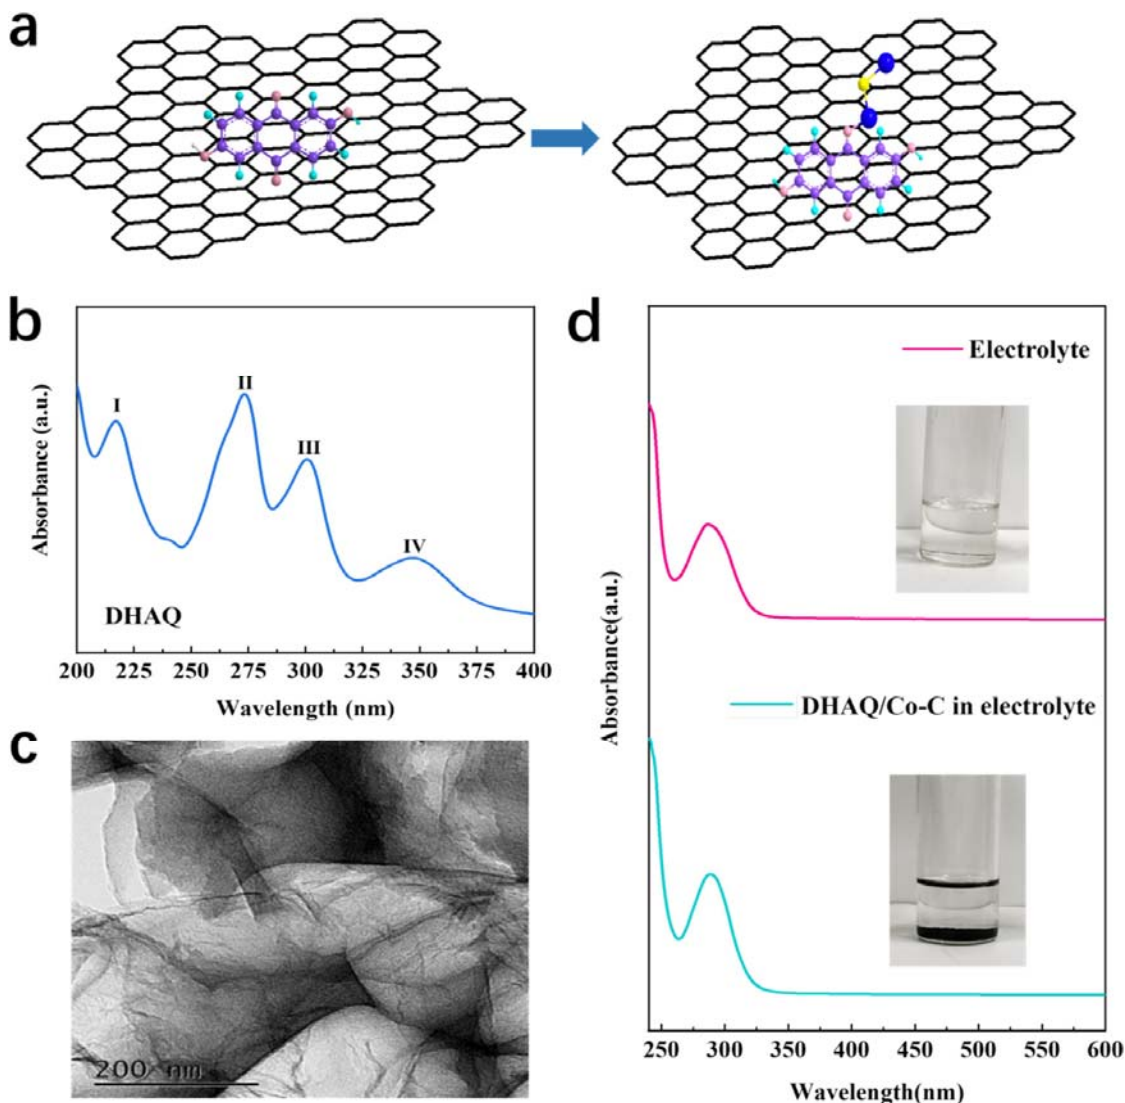 a
b
I
II
III
IV
DHAQ
Absorbance (a.u.)
200 225 250 275 300 325 350 375 400
Wavelength (nm)
c
200 nm
d
Electrolyte
DHAQ/Co-C in electrolyte
Absorbance(a.u.)
250 300 350 400 450 500 550 600
Wavelength(nm)